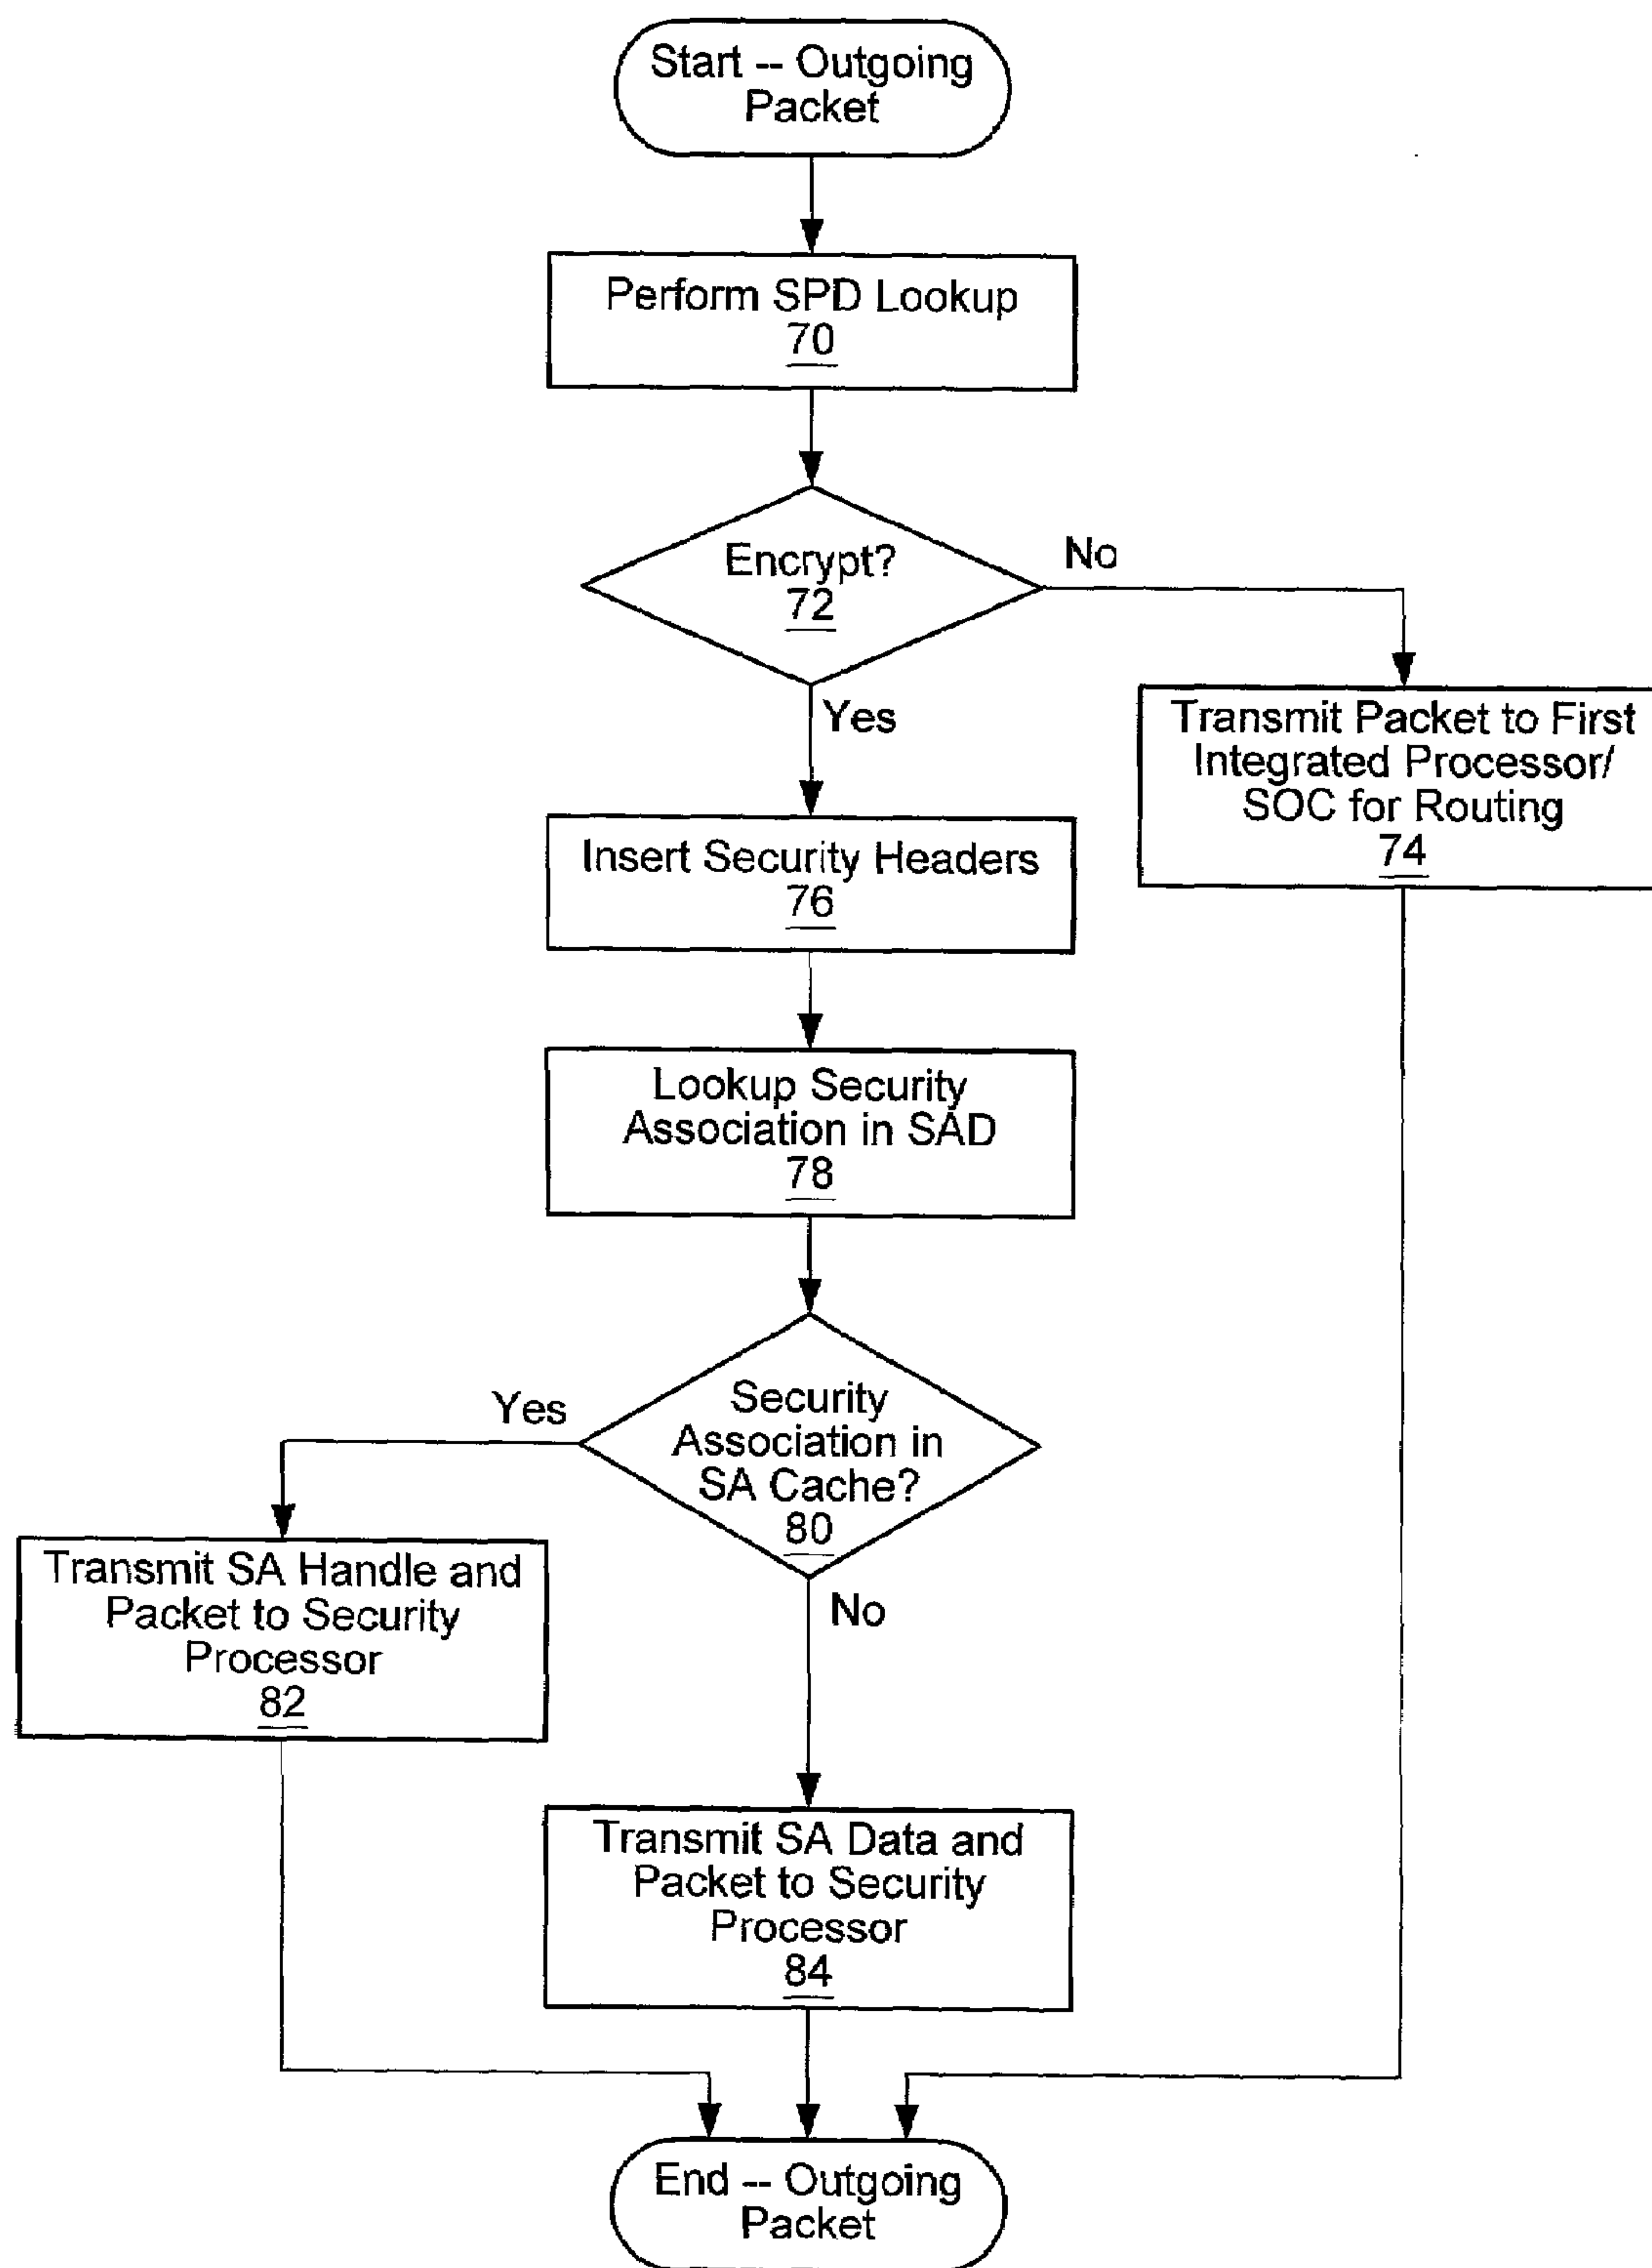 Start -- Outgoing
Packet
Perform SPD Lookup
70
Encrypt?
72
No
Yes
Transmit Packet to First
Integrated Processor/
SOC for Routing
74
Insert Security Headers
76
Lookup Security
Association in SAD
78
Security
Association in
SA Cache?
80
Yes
No
Transmit SA Handle and
Packet to Security
Processor
82
Transmit SA Data and
Packet to Security
Processor
84
End -- Outgoing
Packet